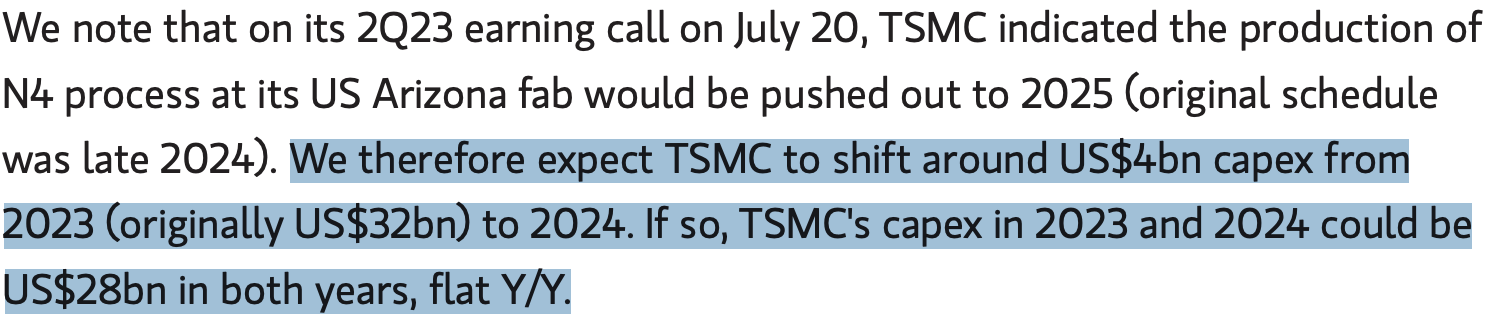 We note that on its 2Q23 earning call on July 20, TSMC indicated the production of
N4 process at its US Arizona fab would be pushed out to 2025 (original schedule
was late 2024). We therefore expect TSMC to shift around US$4bn capex from
2023 (originally US$32bn) to 2024. If so, TSMC's capex in 2023 and 2024 could be
US$28bn in both years, flat Y/Y.